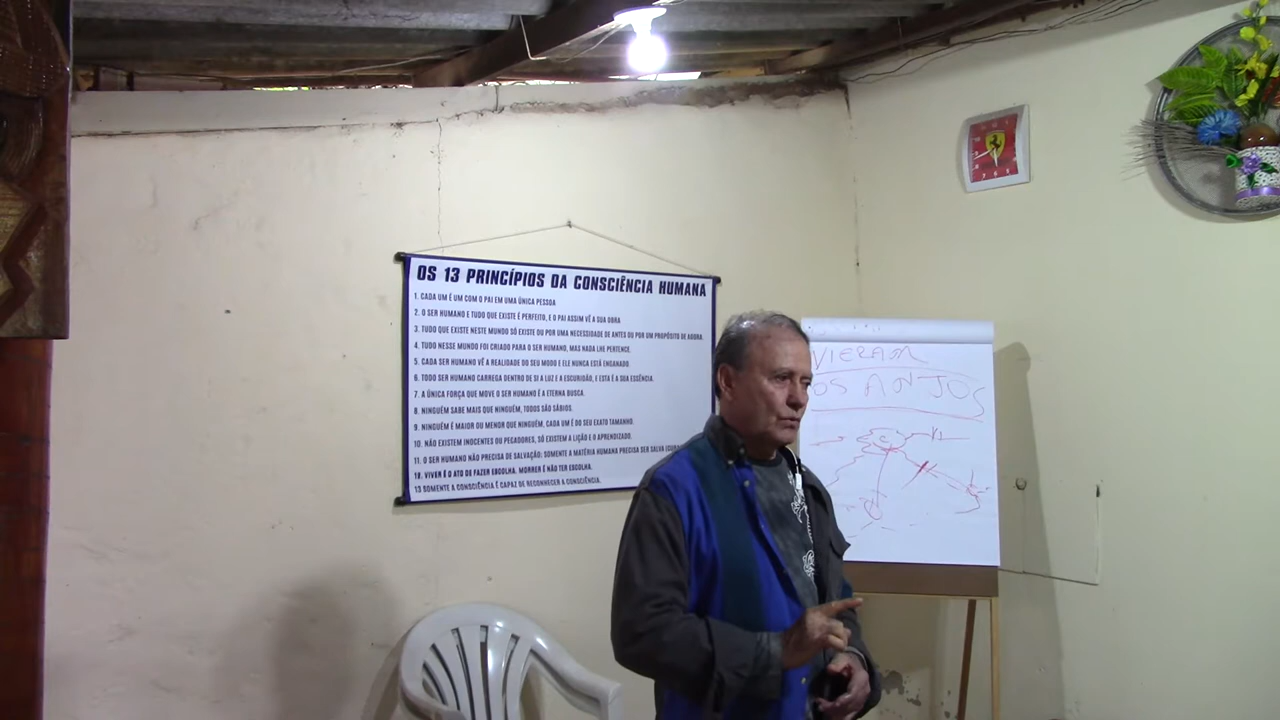 OS 13 PRINCÍPIOS DA CONSCIÊNCIA HUMANA
1. CADA UM É UM COM O PAI EM UMA ÚNICA PESSOA
2. O SER HUMANO E TUDO QUE EXISTE É PERFEITO, E O PAI ASSIM VÊ A SUA OBRA
3. TUDO QUE EXISTE NESTE MUNDO SÓ EXISTE OU POR UMA NECESSIDADE DE ANTES OU POR UM PROPÓSITO DE AGORA.
4. TUDO NESSE MUNDO FOI CRIADO PARA O SER HUMANO, MAS NADA LHE PERTENCE.
5. CADA SER HUMANO VÊ A REALIDADE DO SEU MODO E ELE NUNCA ESTÁ ENGANADO.
6. TODO SER HUMANO CARREGA DENTRO DE SI A LUZ E A ESCURIDÃO, E ESTA É A SUA ESSÊNCIA.
7. A ÚNICA FORÇA QUE MOVE O SER HUMANO É A ETERNA BUSCA.
8. NINGUÉM SABE MAIS QUE NINGUÉM, TODOS SÃO SÁBIOS.
9. NINGUÉM É MAIOR OU MENOR QUE NINGUÉM, CADA UM É DO SEU EXATO TAMANHO.
10. NÃO EXISTEM INOCENTES OU PECADORES, SÓ EXISTEM A LIÇÃO E O APRENDIZADO.
11. O SER HUMANO NÃO PRECISA DE SALVAÇÃO: SOMENTE A MATÉRIA HUMANA PRECISA SER SALVA
12. VIVER É O ATO DE FAZER ESCOLHA. MORRER É NÃO TER ESCOLHA.
13 SOMENTE A CONSCIÊNCIA É CAPAZ DE RECONHECER A CONSCIÊNCIA.
VIERAM
OS ANJOS